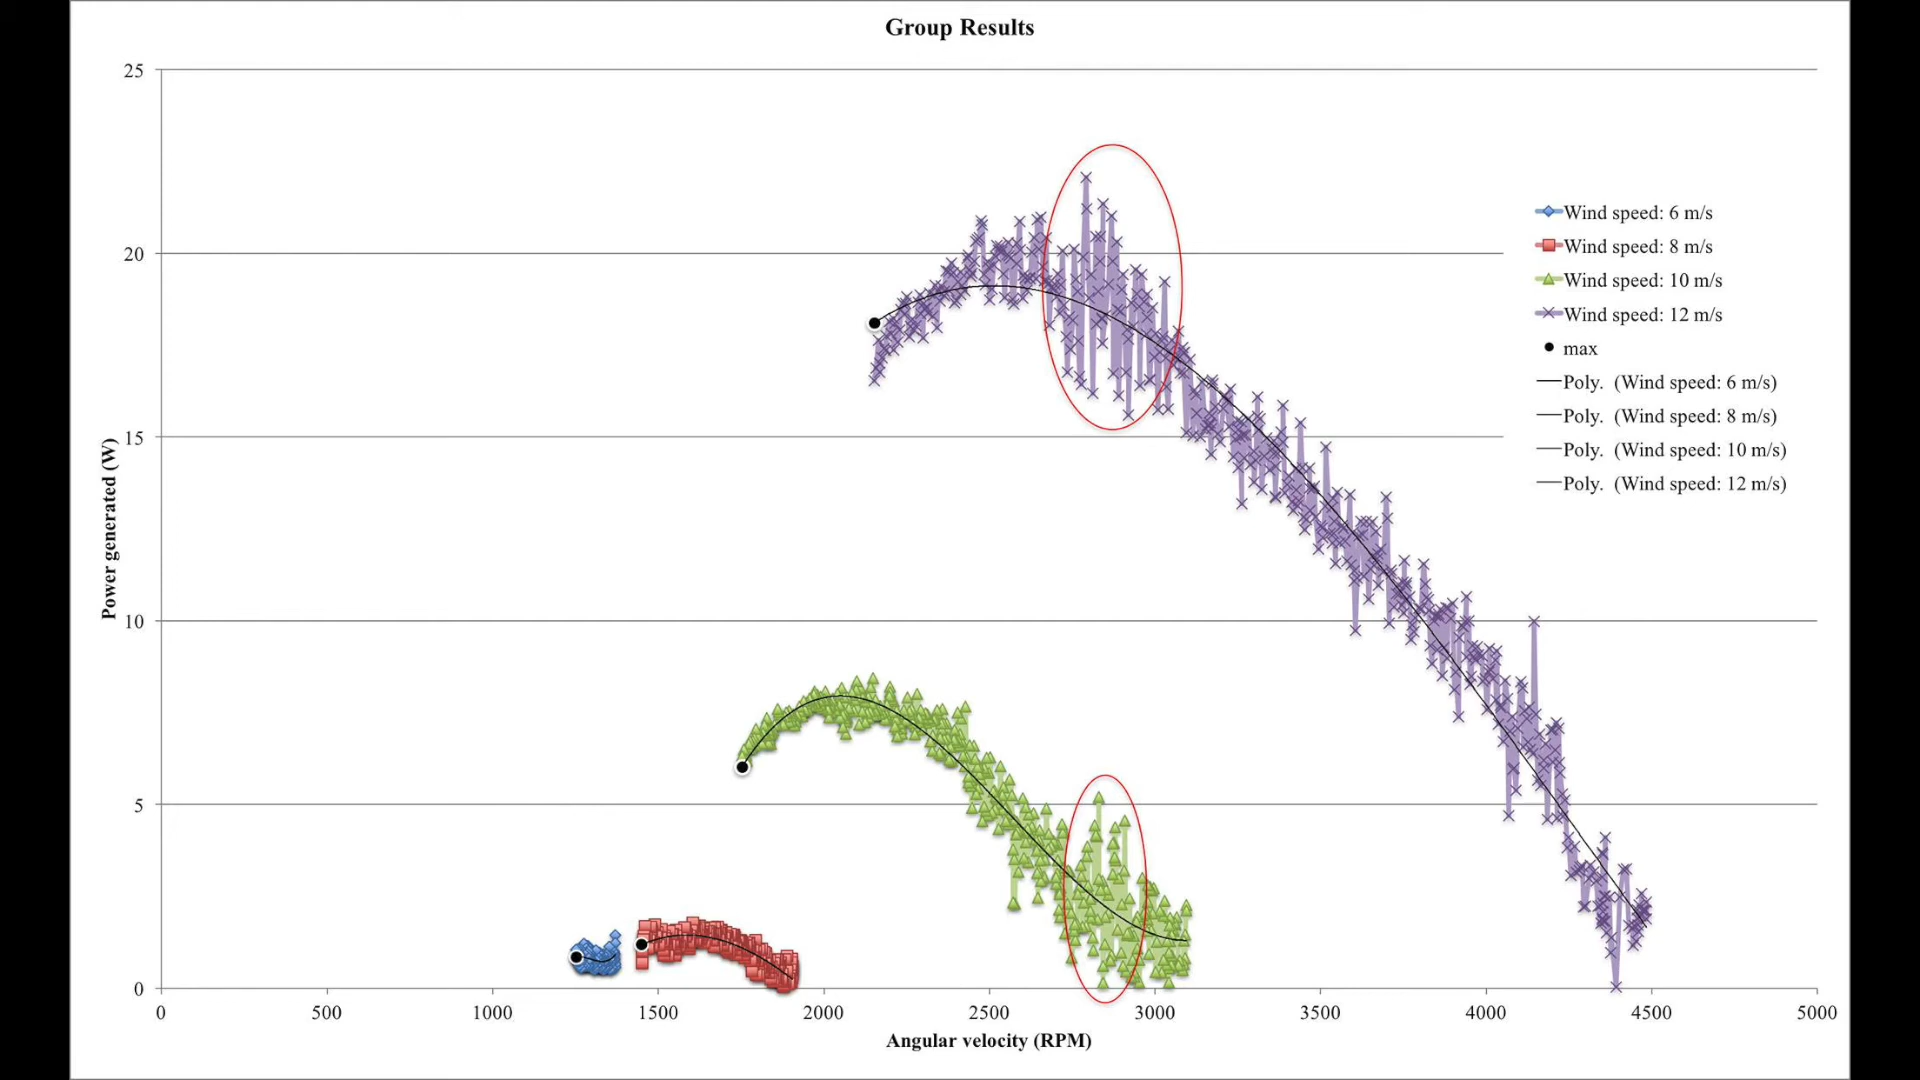 Group Results
25
20
15
10
5
0
Power generated (W)
Wind speed: 6 m/s
Wind speed: 8 m/s
Wind speed: 10 m/s
Wind speed: 12 m/s
max
Poly. (Wind speed: 6 m/s)
Poly. (Wind speed: 8 m/s)
Poly. (Wind speed: 10 m/s)
Poly. (Wind speed: 12 m/s)
0 500 1000 1500 2000 2500 3000 3500 4000 4500 5000
Angular velocity (RPM)